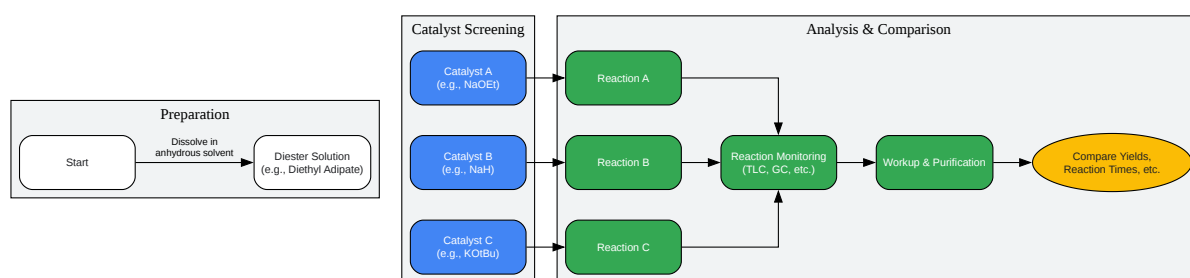 Preparation
Start
Dissolve in
anhydrous solvent
Diester Solution
(e.g., Diethyl Adipate)
Catalyst Screening
Catalyst A
(e.g., NaOEt)
Catalyst B
(e.g., NaH)
Catalyst C
(e.g., KOtBu)
Analysis & Comparison
Reaction A
Reaction B
Reaction C
Reaction Monitoring
(TLC, GC, etc.)
Workup & Purification
Compare Yields,
Reaction Times, etc.